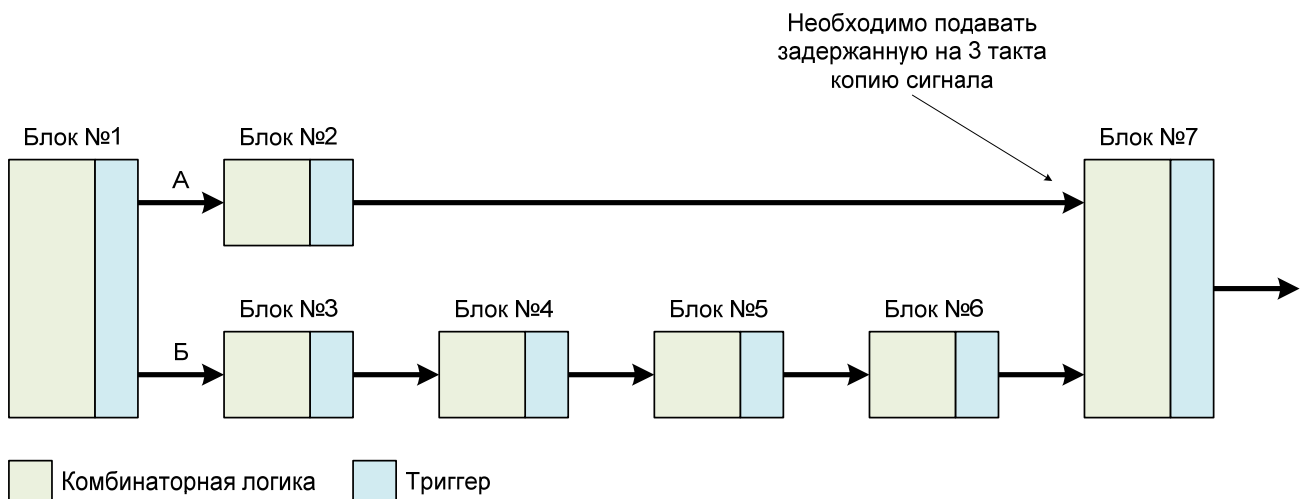 Необходимо подавать
задержанную на 3 такта
копию сигнала
Блок №1
Блок №2
Блок №7
А
Блок №3
Блок №4
Блок №5
Блок №6
Б
Комбинаторная логика
Триггер